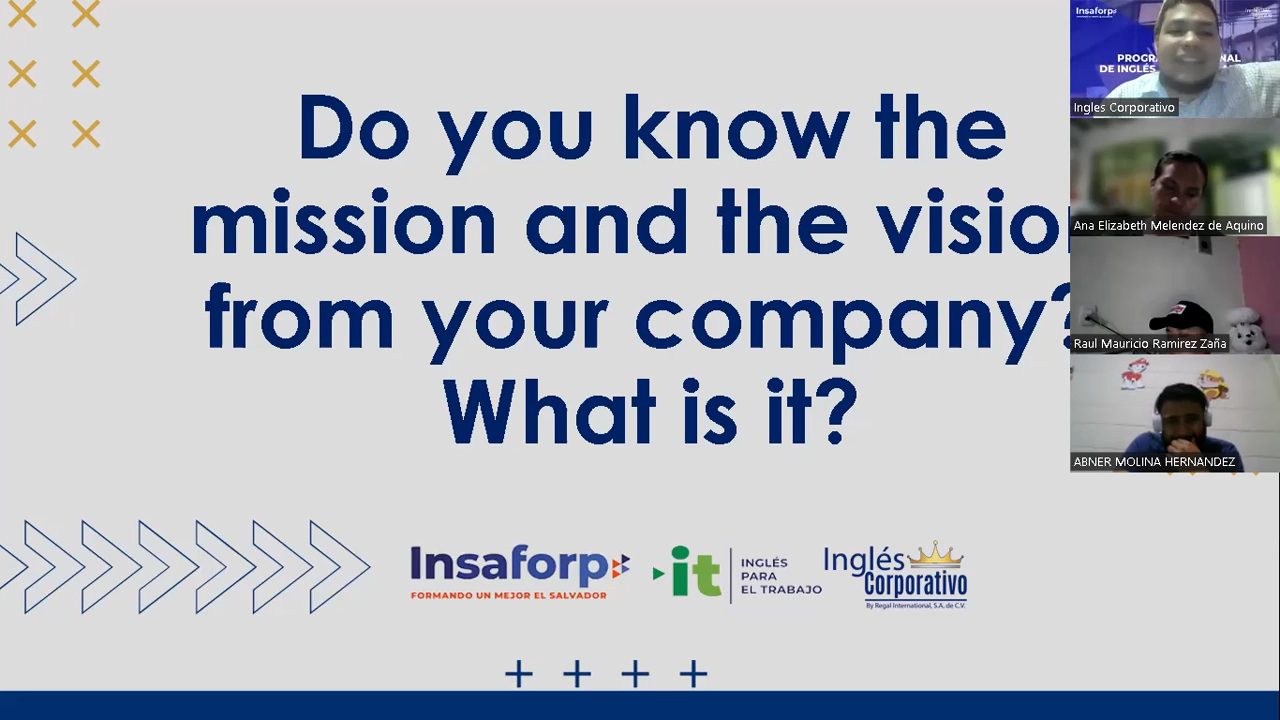 Do you know the
mission and the vision
from your company?
What is it?
Insaforp
FORMANDO UN MEJOR EL SALVADOR
it
INGLÉS
PARA
EL TRABAJO
Inglés
Corporativo
By Regal International, S.A. de C.V.
Insaforp
PROGR NAL
DE INGLÉS
Ingles Corporativo
Ana Elizabeth Melendez de Aquino
Raul Mauricio Ramirez Zaña
ABNER MOLINA HERNANDEZ